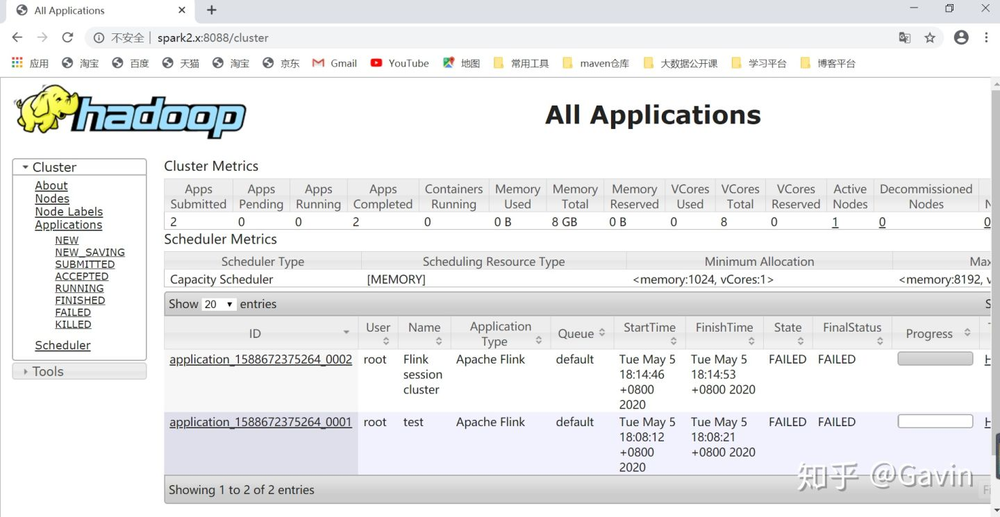 All Applications
不安全 spark2.x:8088/cluster
应用 淘宝 百度 天猫 淘宝 京东 Gmail YouTube 地图 常用工具 maven仓库 大数据公开课 学习平台 博客平台
hadoop
All Applications
Cluster
About
Nodes
Node Labels
Applications
NEW
NEW_SAVING
SUBMITTED
ACCEPTED
RUNNING
FINISHED
FAILED
KILLED
Scheduler
Tools
Cluster Metrics
Apps Apps Apps Apps Containers Memory Memory Memory VCores VCores VCores Active Decommissioned
Submitted Pending Running Completed Running Used Total Reserved Used Total Reserved Nodes Nodes
2 0 0 2 0 0 B 8 GB 0 B 0 8 0 1 0 0
Scheduler Metrics
Scheduler Type Scheduling Resource Type Minimum Allocation Max
Capacity Scheduler [MEMORY] <memory:1024, vCores:1> <memory:8192, v
Show 20 entries
ID User Name Application Type Queue StartTime FinishTime State FinalStatus Progress
application_1588672375264_0002 root Flink Apache Flink default Tue May 5 Tue May 5 FAILED FAILED
session 18:14:46 18:14:53
cluster +0800 +0800 2020
2020
application_1588672375264_0001 root test Apache Flink default Tue May 5 Tue May 5 FAILED FAILED
18:08:12 18:08:21
+0800 +0800 2020
2020
Showing 1 to 2 of 2 entries
知乎 @Gavin